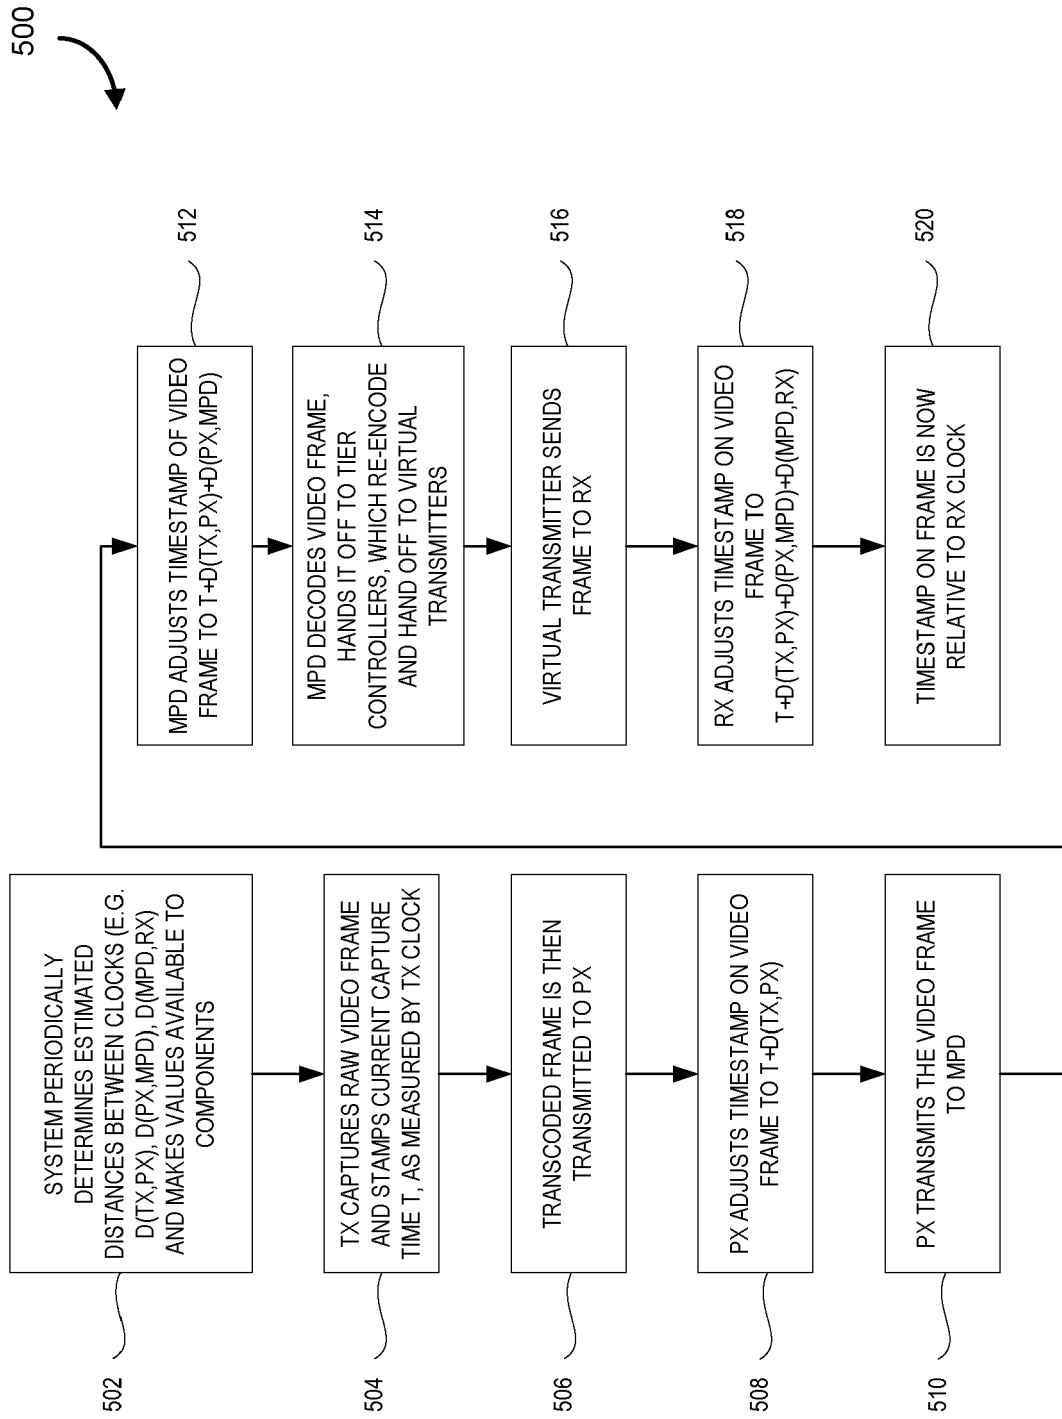 500
SYSTEM PERIODICALLY
DETERMINES ESTIMATED
DISTANCES BETWEEN CLOCKS (E.G.
D(TX,PX), D(PX,MPD), D(MPD,RX)
AND MAKES VALUES AVAILABLE TO
COMPONENTS
502
TX CAPTURES RAW VIDEO FRAME
AND STAMPS CURRENT CAPTURE
TIME T, AS MEASURED BY TX CLOCK
504
TRANSCODED FRAME IS THEN
TRANSMITTED TO PX
506
PX ADJUSTS TIMESTAMP ON VIDEO
FRAME TO T+D(TX,PX)
508
PX TRANSMITS THE VIDEO FRAME
TO MPD
510
MPD ADJUSTS TIMESTAMP OF VIDEO
FRAME TO T+D(TX,PX)+D(PX,MPD)
512
MPD DECODES VIDEO FRAME,
HANDS IT OFF TO TIER
CONTROLLERS, WHICH RE-ENCODE
AND HAND OFF TO VIRTUAL
TRANSMITTERS
514
VIRTUAL TRANSMITTER SENDS
FRAME TO RX
516
RX ADJUSTS TIMESTAMP ON VIDEO
FRAME TO
T+D(TX,PX)+D(PX,MPD)+D(MPD,RX)
518
TIMESTAMP ON FRAME IS NOW
RELATIVE TO RX CLOCK
520